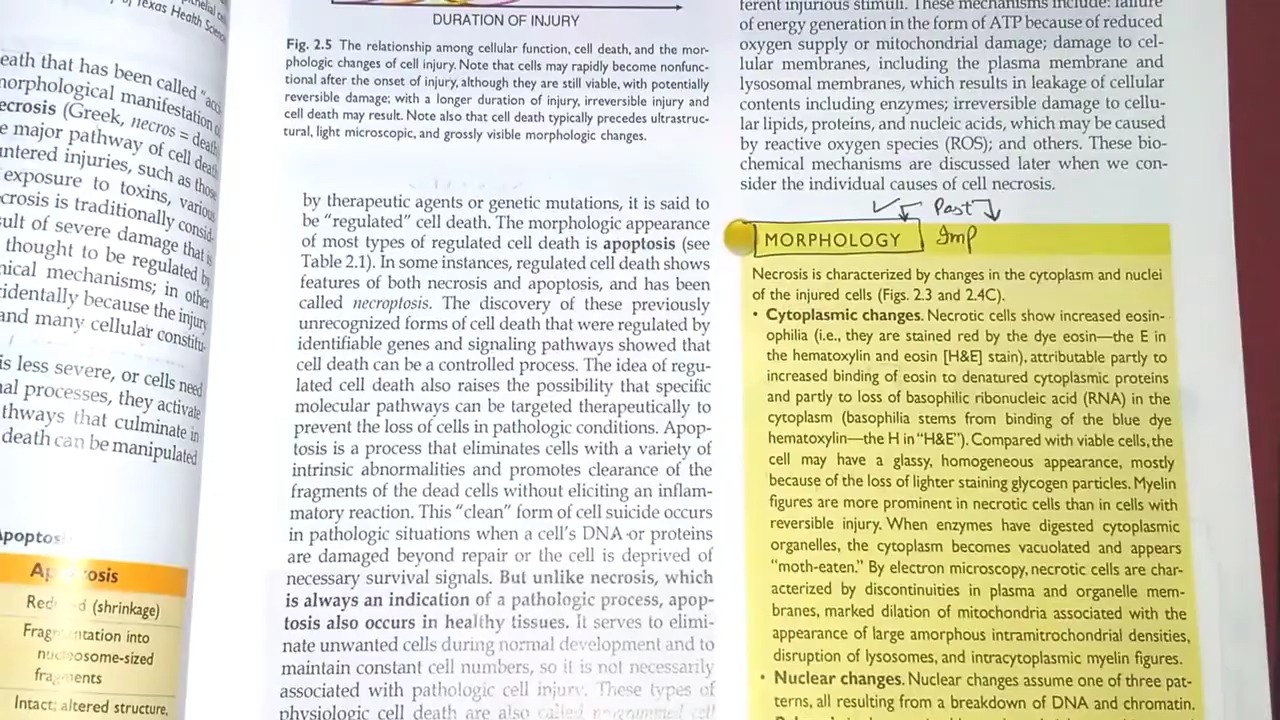 of Texas Health
eath that has been called
morphological manifestation
ecrosis (Greek, necros = death
e major pathway of cell death
ntered injuries, such as those
exposure to toxins, various
crosis is traditionally consid-
ult of severe damage that is
thought to be regulated by
ical mechanisms; in other
identally because the injury
and many cellular constitu-
is less severe, or cells need
nal processes, they activate
thways that culminate in
death can be manipulated
Reduced (shrinkage)
Fragmentation into
nucleosome-sized
fragments
Intact; altered structure,
DURATION OF INJURY
Fig. 2.5 The relationship among cellular function, cell death, and the mor-
phologic changes of cell injury. Note that cells may rapidly become nonfunc-
tional after the onset of injury, although they are still viable, with potentially
reversible damage; with a longer duration of injury, irreversible injury and
cell death may result. Note also that cell death typically precedes ultrastruc-
tural, light microscopic, and grossly visible morphologic changes.
by therapeutic agents or genetic mutations, it is said to
be “regulated” cell death. The morphologic appearance
of most types of regulated cell death is apoptosis (see
Table 2.1). In some instances, regulated cell death shows
features of both necrosis and apoptosis, and has been
called necroptosis. The discovery of these previously
unrecognized forms of cell death that were regulated by
identifiable genes and signaling pathways showed that
cell death can be a controlled process. The idea of regu-
lated cell death also raises the possibility that specific
molecular pathways can be targeted therapeutically to
prevent the loss of cells in pathologic conditions. Apop-
tosis is a process that eliminates cells with a variety of
intrinsic abnormalities and promotes clearance of the
fragments of the dead cells without eliciting an inflam-
matory reaction. This “clean” form of cell suicide occurs
in pathologic situations when a cell’s DNA or proteins
are damaged beyond repair or the cell is deprived of
necessary survival signals. But unlike necrosis, which
is always an indication of a pathologic process, apop-
tosis also occurs in healthy tissues. It serves to elimi-
nate unwanted cells during normal development and to
maintain constant cell numbers, so it is not necessarily
associated with pathologic cell injury. These types of
physiologic cell death are also called programmed cell
ferent injurious stimuli. These mechanisms include: failure
of energy generation in the form of ATP because of reduced
oxygen supply or mitochondrial damage; damage to cel-
lular membranes, including the plasma membrane and
lysosomal membranes, which results in leakage of cellular
contents including enzymes; irreversible damage to cellu-
lar lipids, proteins, and nucleic acids, which may be caused
by reactive oxygen species (ROS); and others. These bio-
chemical mechanisms are discussed later when we con-
sider the individual causes of cell necrosis.
Past
MORPHOLOGY Imp
Necrosis is characterized by changes in the cytoplasm and nuclei
of the injured cells (Figs. 2.3 and 2.4C).
• Cytoplasmic changes. Necrotic cells show increased eosin-
ophilia (i.e., they are stained red by the dye eosin—the E in
the hematoxylin and eosin [H&E] stain), attributable partly to
increased binding of eosin to denatured cytoplasmic proteins
and partly to loss of basophilic ribonucleic acid (RNA) in the
cytoplasm (basophilia stems from binding of the blue dye
hematoxylin—the H in “H&E”). Compared with viable cells, the
cell may have a glassy, homogeneous appearance, mostly
because of the loss of lighter staining glycogen particles. Myelin
figures are more prominent in necrotic cells than in cells with
reversible injury. When enzymes have digested cytoplasmic
organelles, the cytoplasm becomes vacuolated and appears
“moth-eaten.” By electron microscopy, necrotic cells are char-
acterized by discontinuities in plasma and organelle mem-
branes, marked dilation of mitochondria associated with the
appearance of large amorphous intramitochondrial densities,
disruption of lysosomes, and intracytoplasmic myelin figures.
• Nuclear changes. Nuclear changes assume one of three pat-
terns, all resulting from a breakdown of DNA and chromatin.